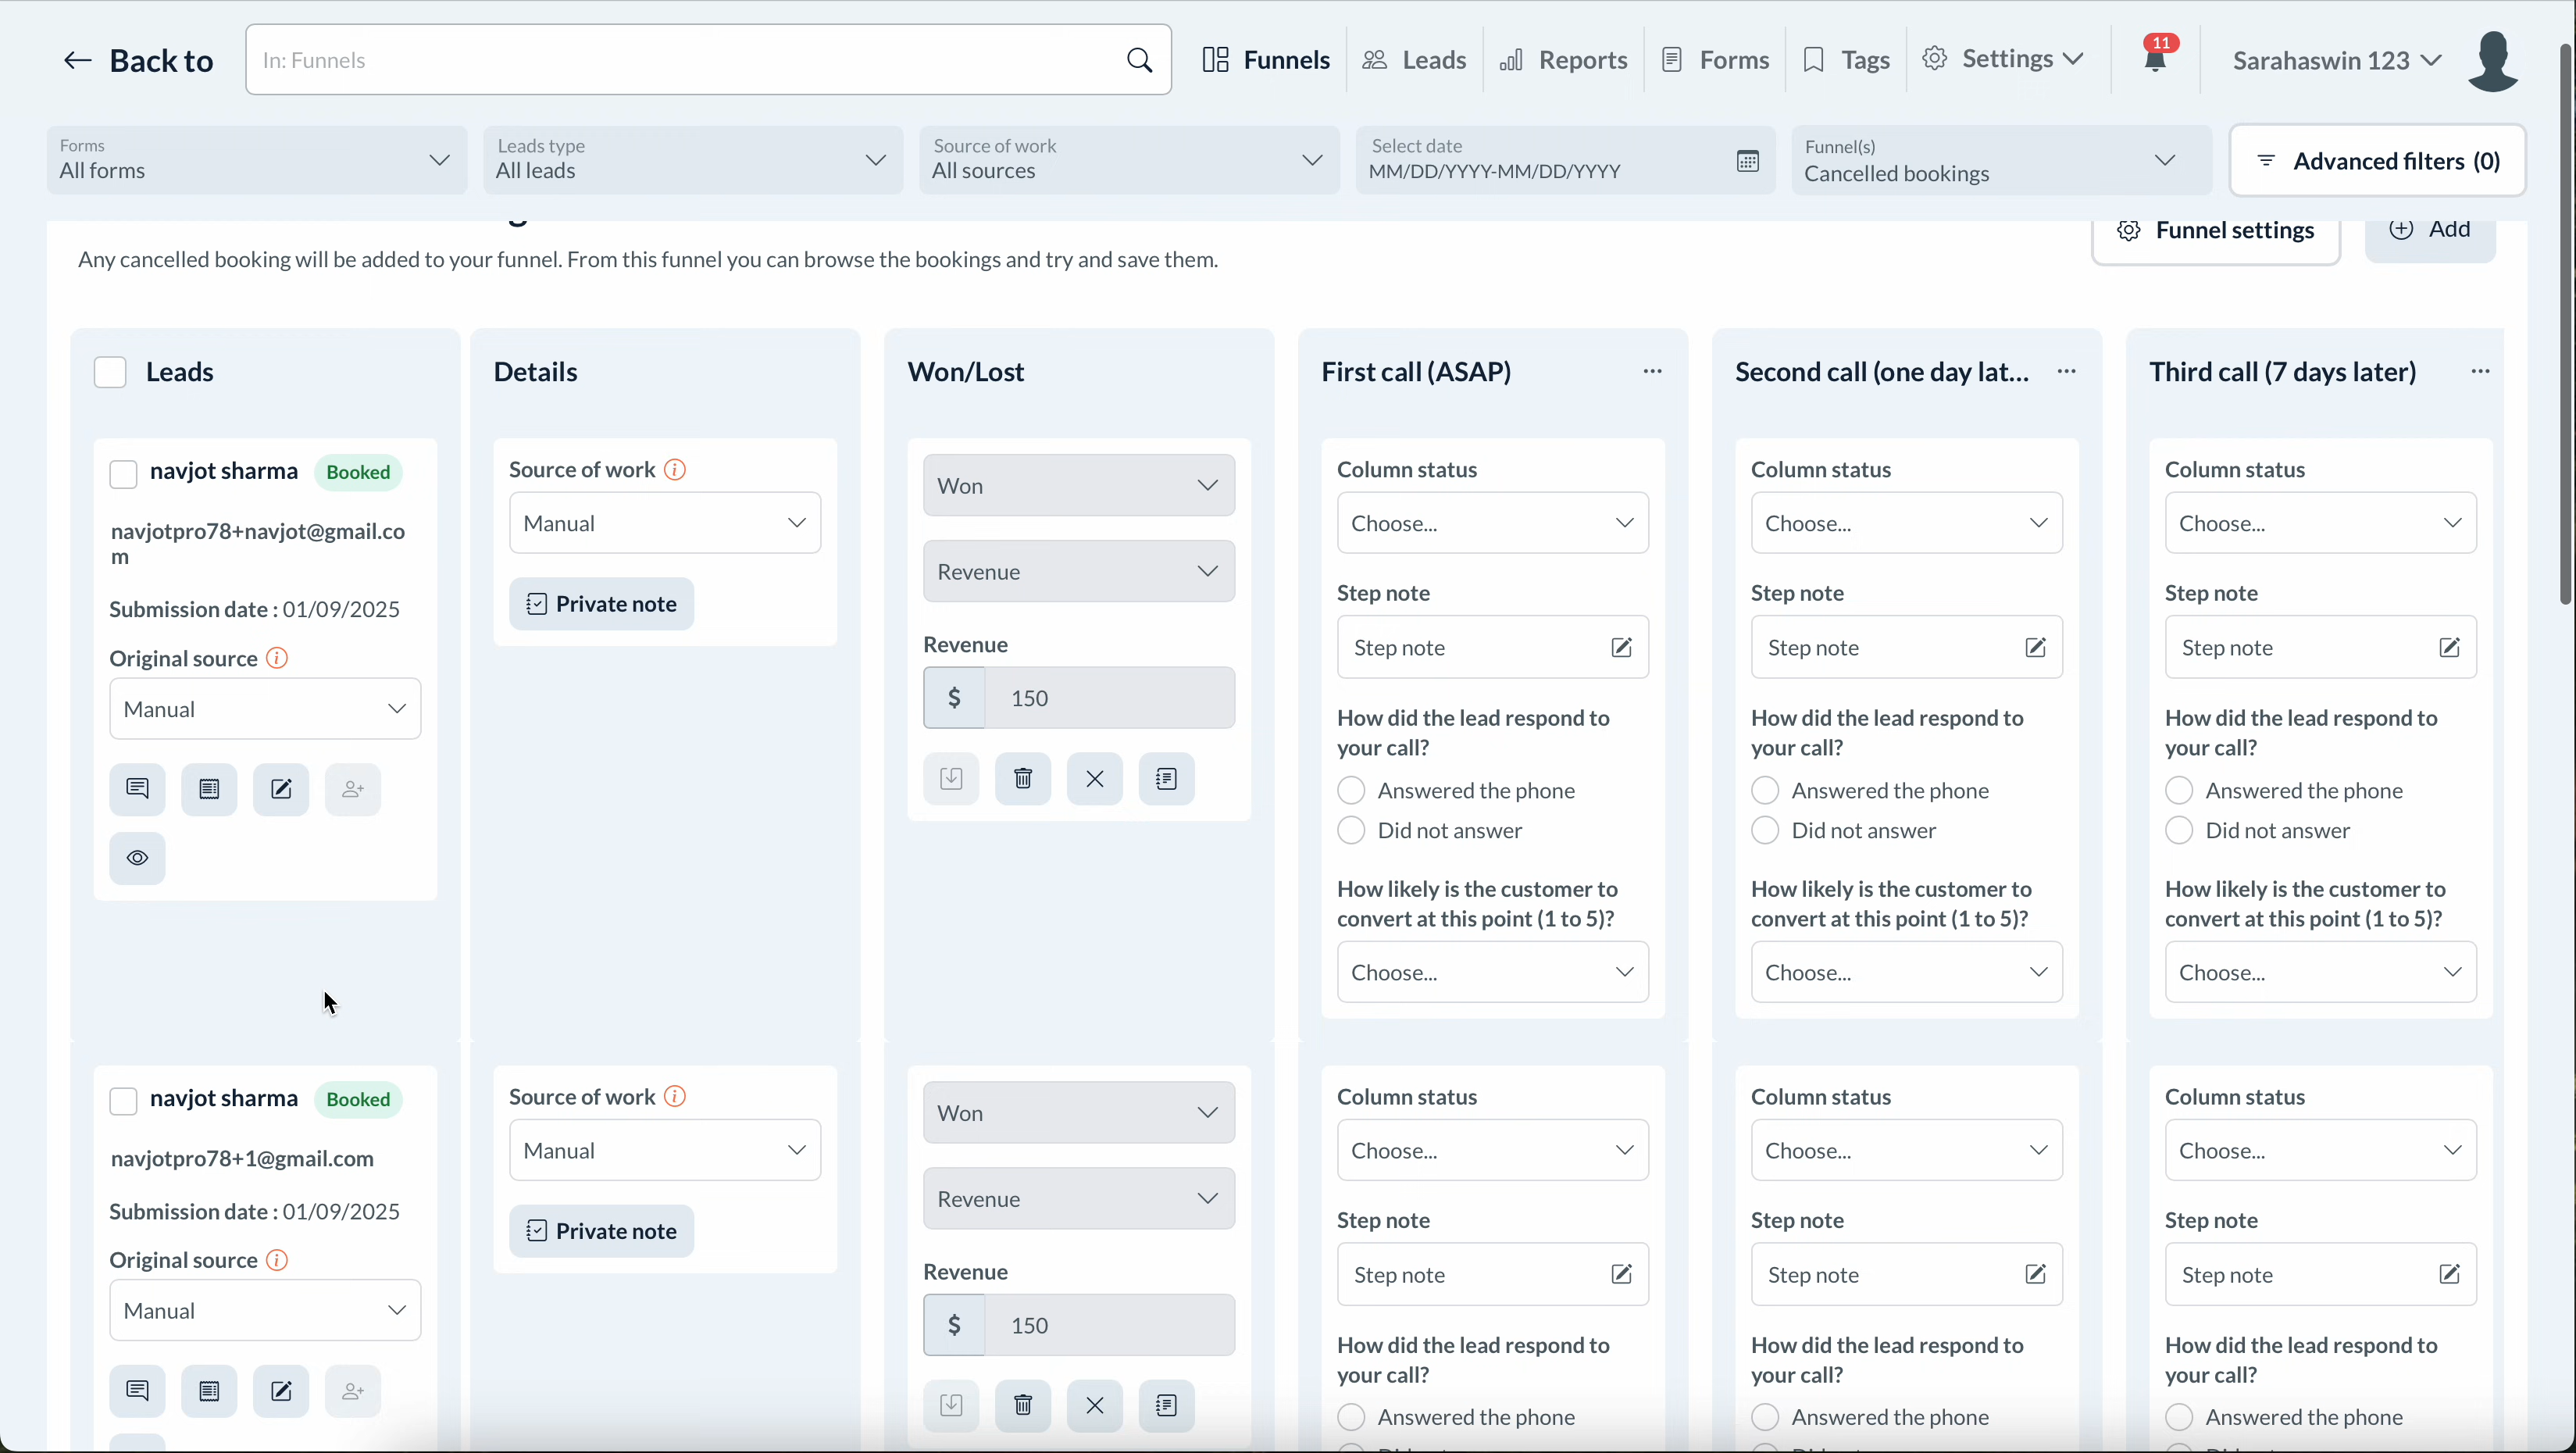 Back to
In: Funnels
Funnels
Leads
Reports
Forms
Tags
Settings
11
Sarahaswin 123
Forms
All forms
Leads type
All leads
Source of work
All sources
Select date
MM/DD/YYYY-MM/DD/YYYY
Funnel(s)
Cancelled bookings
Advanced filters (0)
Funnel settings
Add
Any cancelled booking will be added to your funnel. From this funnel you can browse the bookings and try and save them.
Leads
Details
Won/Lost
First call (ASAP)
Second call (one day lat...
Third call (7 days later)
navjot sharma
Booked
navjotpro78+navjot@gmail.co
m
Submission date : 01/09/2025
Original source
Manual
Source of work
Manual
Private note
Won
Revenue
Revenue
$
150
Column status
Choose...
Step note
Step note
How did the lead respond to
your call?
Answered the phone
Did not answer
How likely is the customer to
convert at this point (1 to 5)?
Choose...
Column status
Choose...
Step note
Step note
How did the lead respond to
your call?
Answered the phone
Did not answer
How likely is the customer to
convert at this point (1 to 5)?
Choose...
Column status
Choose...
Step note
Step note
How did the lead respond to
your call?
Answered the phone
Did not answer
How likely is the customer to
convert at this point (1 to 5)?
Choose...
navjot sharma
Booked
navjotpro78+1@gmail.com
Submission date : 01/09/2025
Original source
Manual
Source of work
Manual
Private note
Won
Revenue
Revenue
$
150
Column status
Choose...
Step note
Step note
How did the lead respond to
your call?
Answered the phone
Column status
Choose...
Step note
Step note
How did the lead respond to
your call?
Answered the phone
Column status
Choose...
Step note
Step note
How did the lead respond to
your call?
Answered the phone